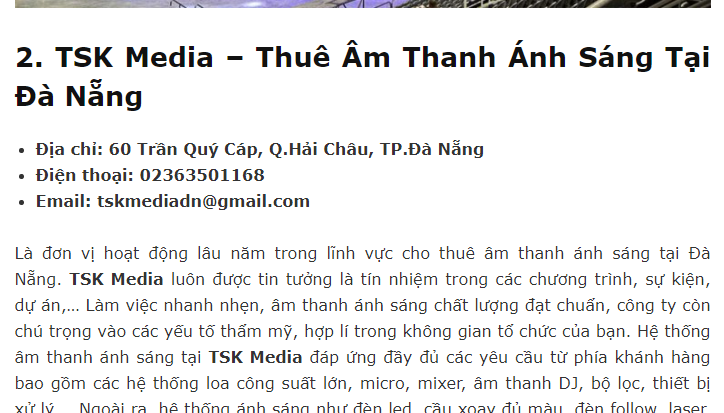 2. TSK Media – Thuê Âm Thanh Ánh Sáng Tại
Đà Nẵng
• Địa chỉ: 60 Trần Quý Cáp, Q.Hải Châu, TP.Đà Nẵng
• Điện thoại: 02363501168
• Email: tskmediadn@gmail.com
Là đơn vị hoạt động lâu năm trong lĩnh vực cho thuê âm thanh ánh sáng tại Đà
Nẵng. TSK Media luôn được tin tưởng là tín nhiệm trong các chương trình, sự kiện,
dự án,... Làm việc nhanh nhẹn, âm thanh ánh sáng chất lượng đạt chuẩn, công ty còn
chú trọng vào các yếu tố thẩm mỹ, hợp lí trong không gian tổ chức của bạn. Hệ thống
âm thanh ánh sáng tại TSK Media đáp ứng đầy đủ các yêu cầu từ phía khánh hàng
bao gồm các hệ thống loa công suất lớn, micro, mixer, âm thanh DJ, bộ lọc, thiết bị
xử lý,... Ngoài ra, hệ thống ánh sáng như đèn led, cầu xoay đủ màu, đèn follow, laser,